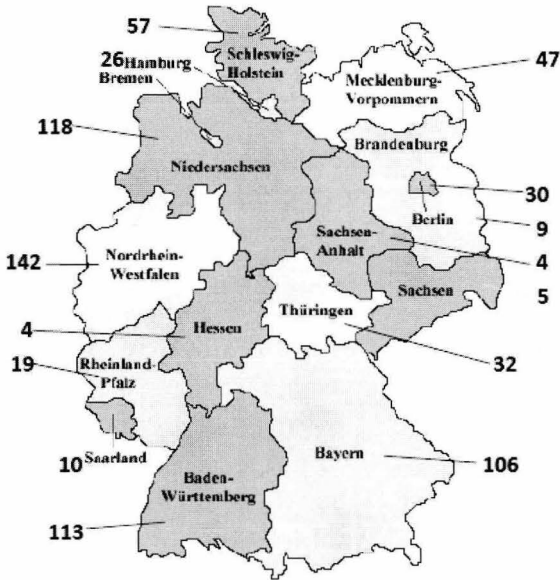 57
Schleswig-
Holstein
26 Hamburg
Bremen
47
Mecklenburg-
Vorpommern
118
Niedersachsen
Brandenburg
30
Berlin
9
Sachsen-
Anhalt
4
142
Nordrhein-
Westfalen
Sachsen
5
4
Hessen
Thüringen
32
19
Rheinland-
Pfalz
10 Saarland
Bayern
106
Baden-
Württemberg
113